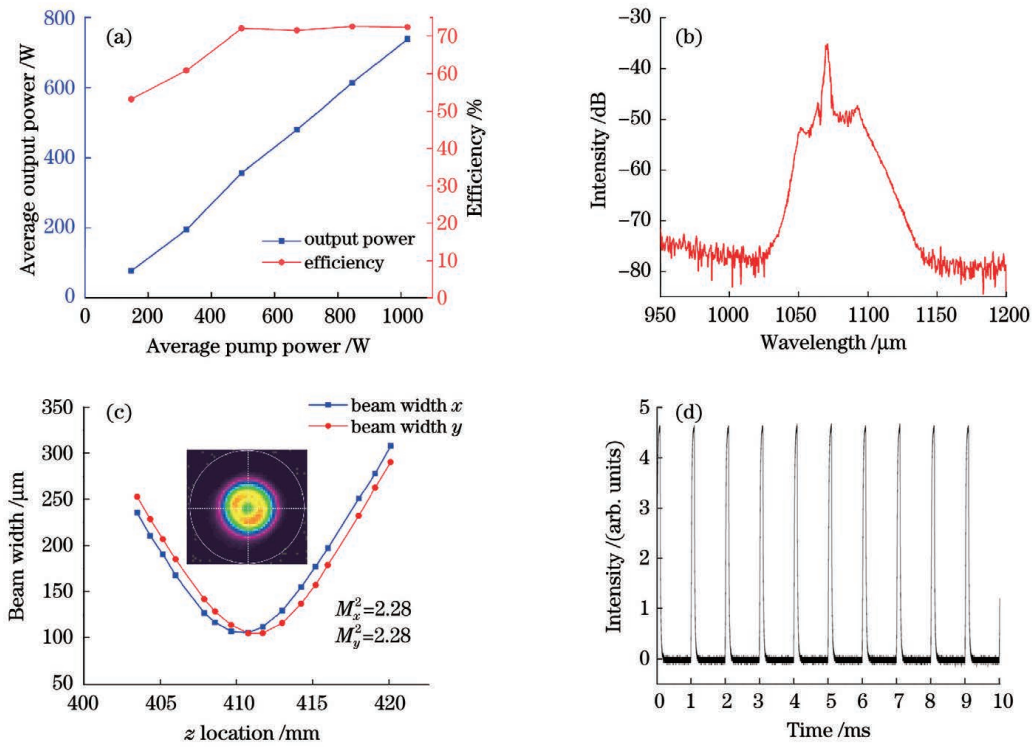 (a)
800
600
400
200
0
Average output power /W
70
60
50
40
30
20
10
0
Efficiency /%
output power
efficiency
0 200 400 600 800 1000
Average pump power /W
(b)
−30
−40
−50
−60
−70
−80
Intensity /dB
950 1000 1050 1100 1150 1200
Wavelength /μm
(c)
350
300
250
200
150
100
50
Beam width /μm
beam width x
beam width y
M²x=2.28
M²y=2.28
400 405 410 415 420
z location /mm
(d)
5
4
3
2
1
0
Intensity /(arb. units)
0 1 2 3 4 5 6 7 8 9 10
Time /ms